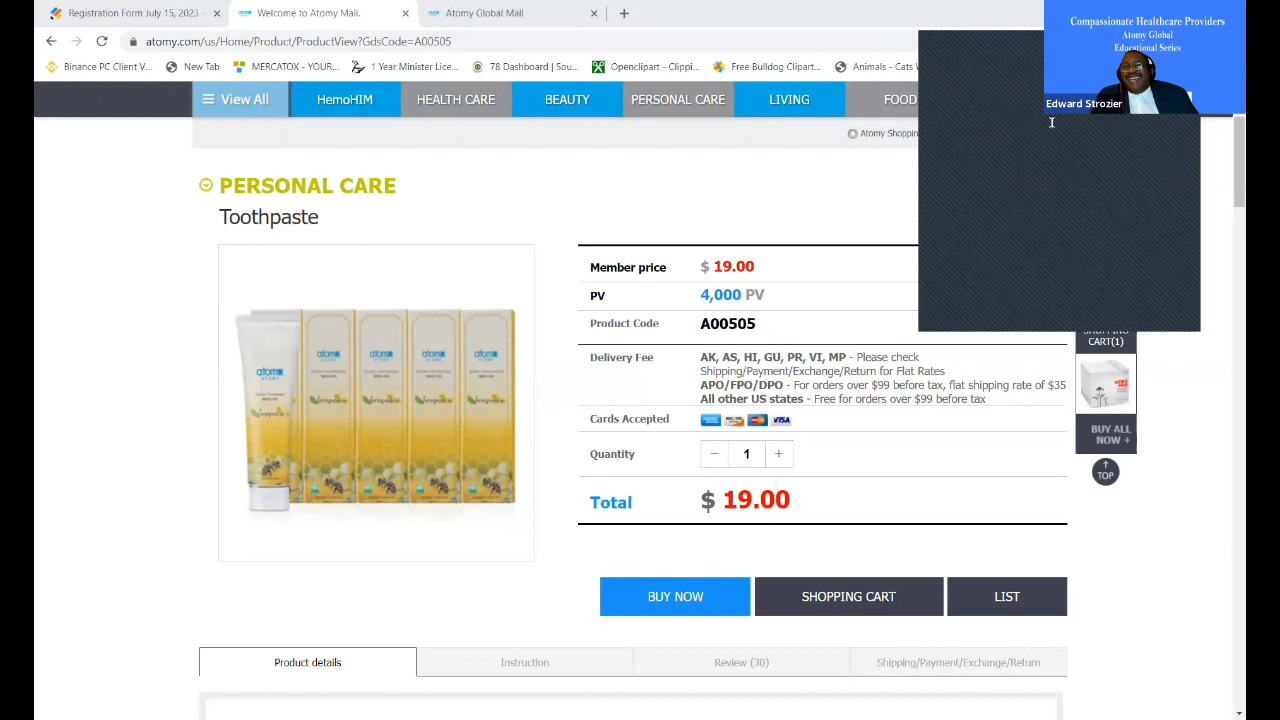 Registration Form July 15, 2023 -
Welcome to Atomy Mall.
Atomy Global Mall
atomy.com/us/Home/Product/ProductView?GdsCode=A00505
Binance PC Client V...
New Tab
MERCATOX - YOUR...
1 Year Minister...
78 Dashboard | Sou...
Openclipart - Clippi...
Free Bulldog Clipart...
Animals - Cats W
Compassionate Healthcare Providers
Atomy Global
Educational Series
Edward Strozier
View All
HemoHIM
HEALTH CARE
BEAUTY
PERSONAL CARE
LIVING
FOOD
Atomy Shoppin
PERSONAL CARE
Toothpaste
Member price $ 19.00
PV 4,000 PV
Product Code A00505
Delivery Fee AK, AS, HI, GU, PR, VI, MP - Please check
Shipping/Payment/Exchange/Return for Flat Rates
APO/FPO/DPO - For orders over $99 before tax, flat shipping rate of $35
All other US states - Free for orders over $99 before tax
Cards Accepted VISA
Quantity − 1 +
Total $ 19.00
SHOPPING
CART(1)
BUY ALL
NOW +
TOP
BUY NOW
SHOPPING CART
LIST
Product details
Instruction
Review (30)
Shipping/Payment/Exchange/Return